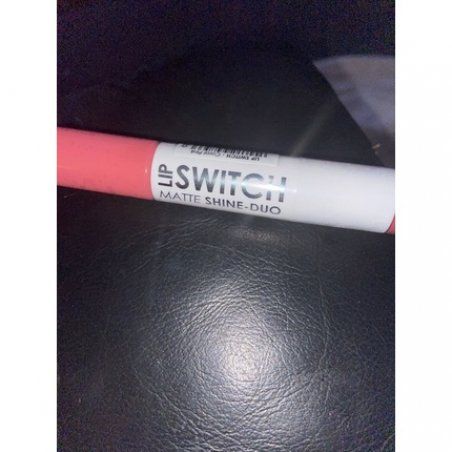 LIP SWITCH
MATTE SHINE-DUO